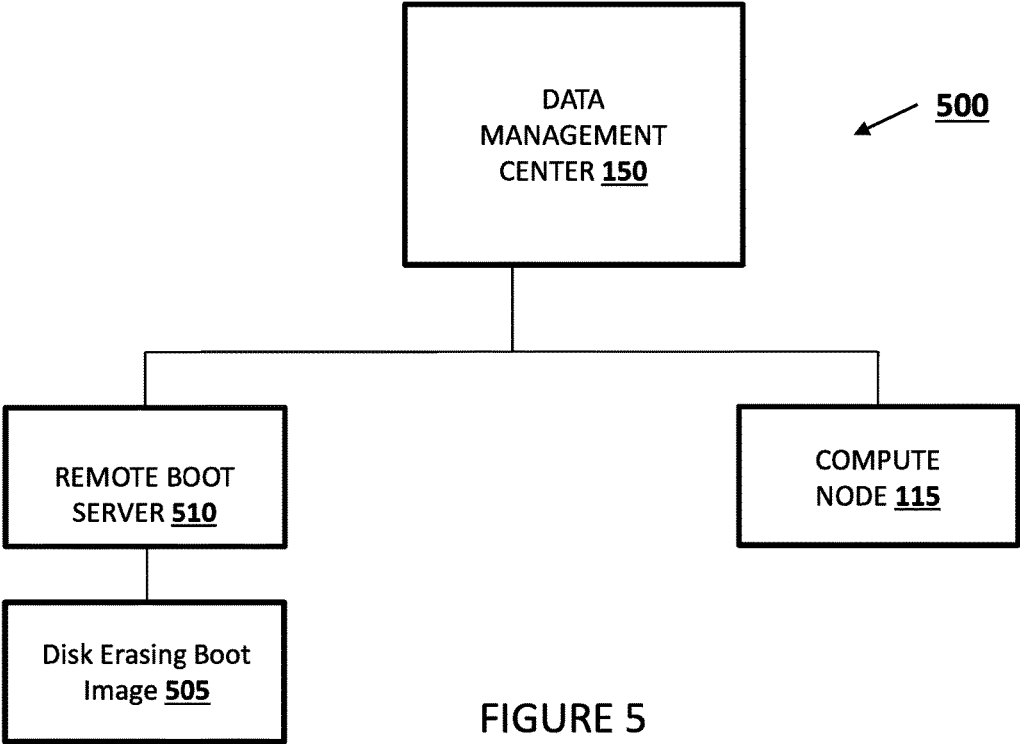 DATA
MANAGEMENT
CENTER 150
500
REMOTE BOOT
SERVER 510
COMPUTE
NODE 115
Disk Erasing Boot
Image 505
FIGURE 5